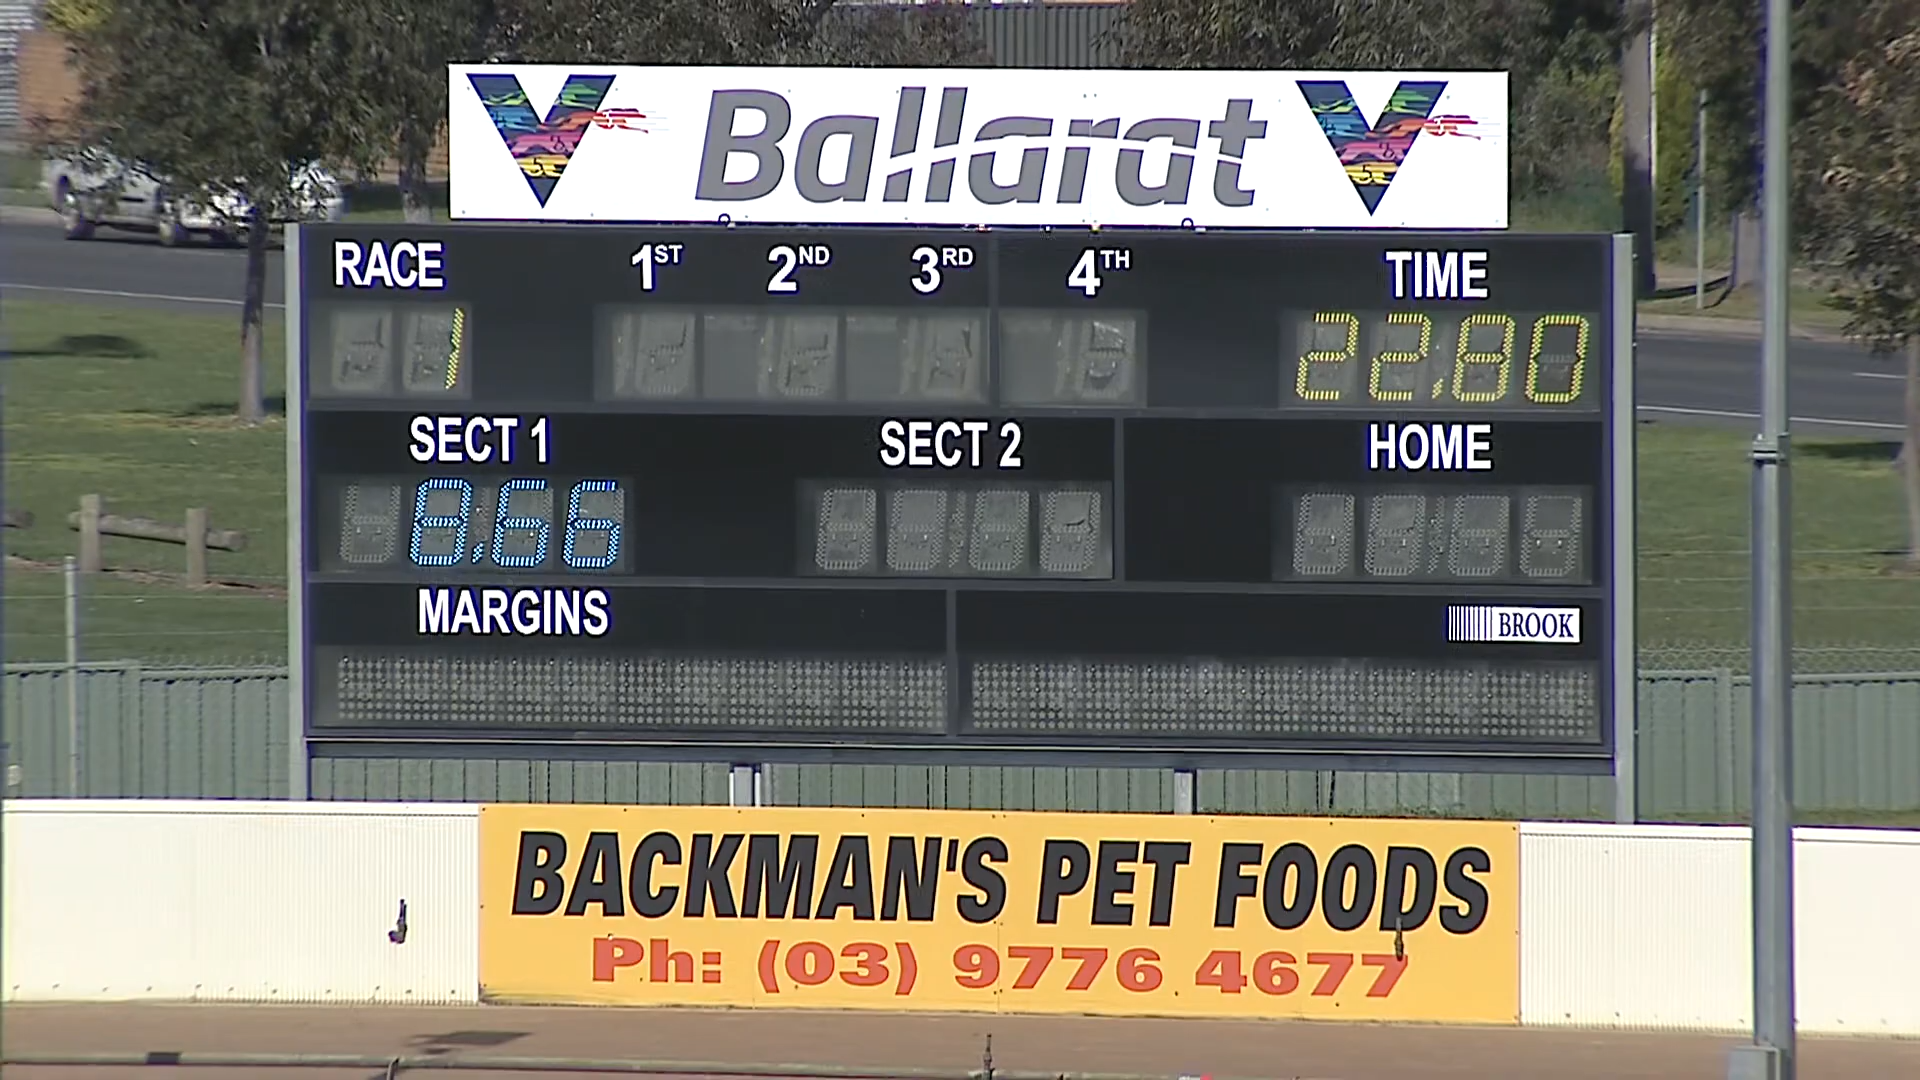 Ballarat
RACE 1ST 2ND 3RD 4TH TIME
1 22.80
SECT 1 SECT 2 HOME
8.66
MARGINS
BROOK
BACKMAN'S PET FOODS
Ph: (03) 9776 4677